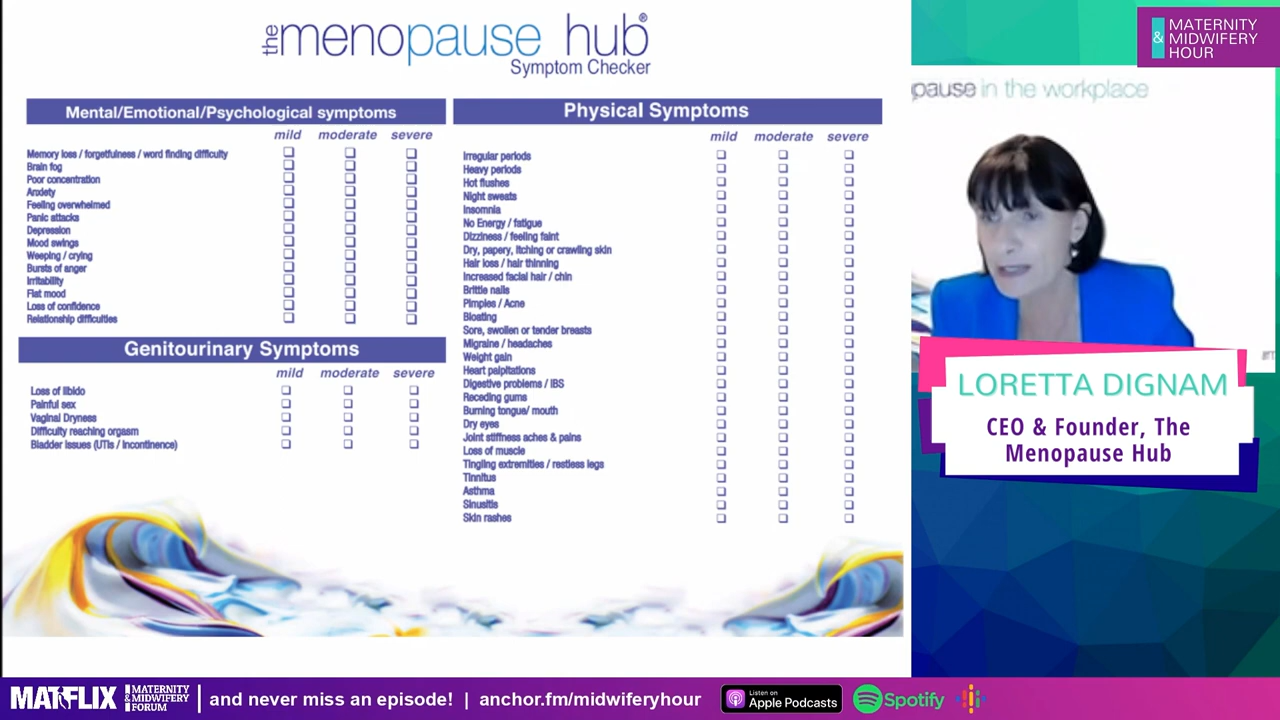 the menopause hub®
Symptom Checker
Mental/Emotional/Psychological symptoms
mild moderate severe
Memory loss / forgetfulness / word finding difficulty
Brain fog
Poor concentration
Anxiety
Feeling overwhelmed
Panic attacks
Depression
Mood swings
Weeping / crying
Bursts of anger
Irritability
Flat mood
Loss of confidence
Relationship difficulties
Genitourinary Symptoms
mild moderate severe
Loss of libido
Painful sex
Vaginal Dryness
Difficulty reaching orgasm
Bladder issues (UTIs / Incontinence)
Physical Symptoms
mild moderate severe
Irregular periods
Heavy periods
Hot flushes
Night sweats
Insomnia
No Energy / fatigue
Dizziness / feeling faint
Dry, papery, itching or crawling skin
Hair loss / hair thinning
Increased facial hair / chin
Brittle nails
Pimples / Acne
Bloating
Sore, swollen or tender breasts
Migraine / headaches
Weight gain
Heart palpitations
Digestive problems / IBS
Receding gums
Burning tongue/ mouth
Dry eyes
Joint stiffness aches & pains
Loss of muscle
Tingling extremities / restless legs
Tinnitus
Asthma
Sinusitis
Skin rashes
MATERNITY
& MIDWIFERY
HOUR
pause in the workplace
LORETTA DIGNAM
CEO & Founder, The
Menopause Hub
MATFLIX MATERNITY & MIDWIFERY FORUM | and never miss an episode! | anchor.fm/midwiferyhour Listen on Apple Podcasts Spotify